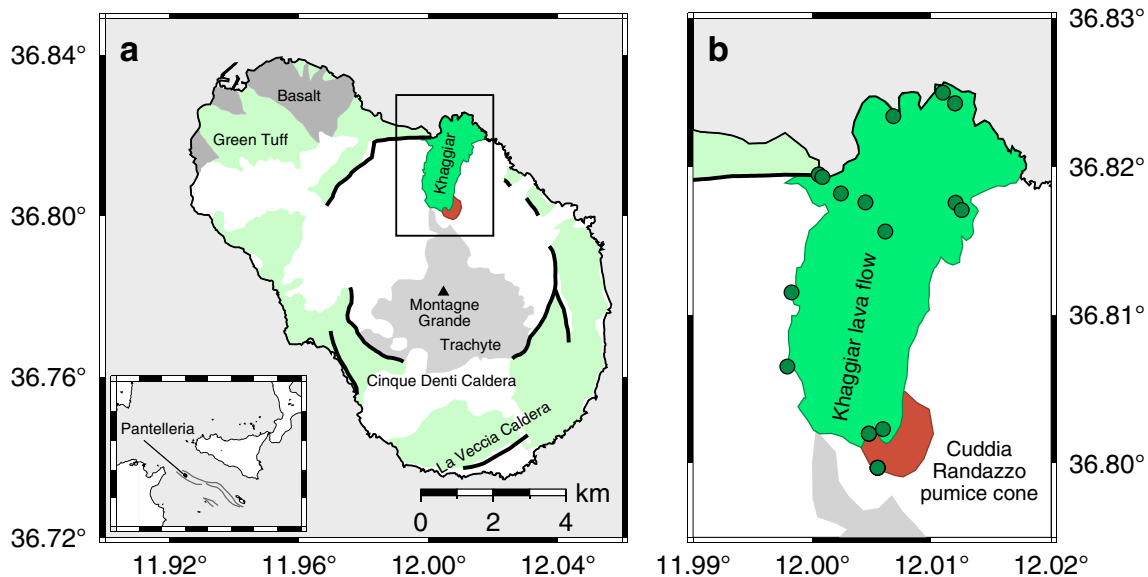 a
36.84°
36.80°
36.76°
36.72°
11.92°
11.96°
12.00°
12.04°
Basalt
Green Tuff
Khaggiar
Montagne
Grande
Trachyte
Cinque Denti Caldera
La Veccia Caldera
Pantelleria
km
0
2
4
b
36.83°
36.82°
36.81°
36.80°
11.99°
12.00°
12.01°
12.02°
Khaggiar lava flow
Cuddia
Randazzo
pumice cone